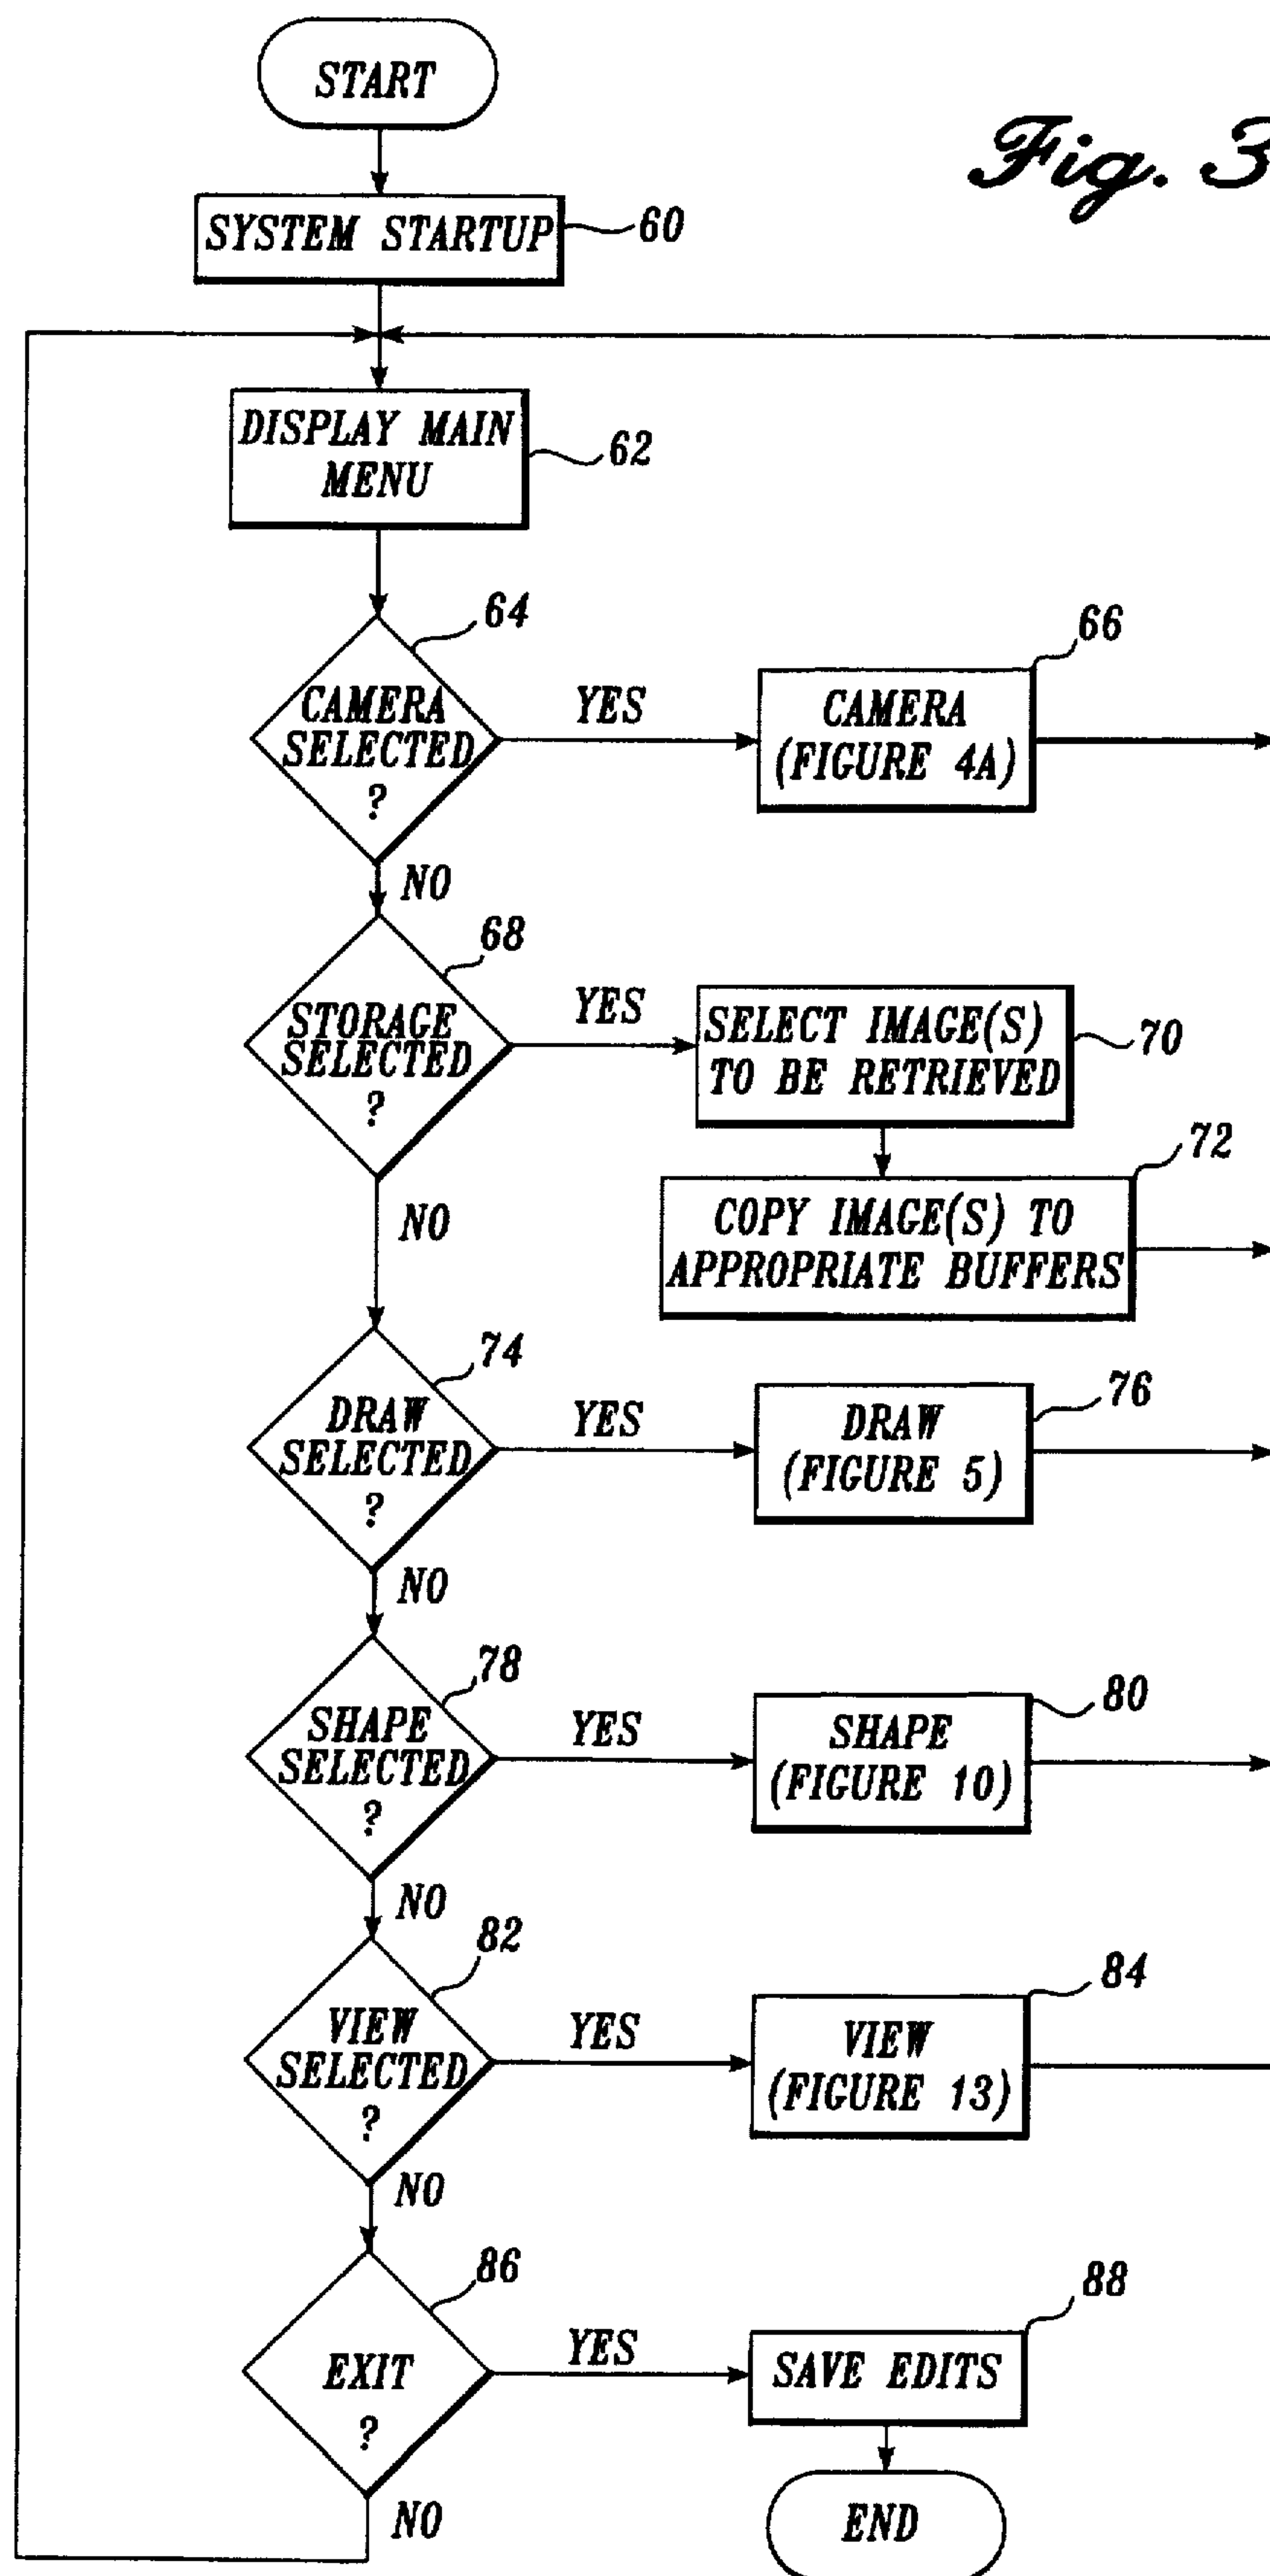 START
Fig. 3
SYSTEM STARTUP
60
DISPLAY MAIN
MENU
62
64
CAMERA
SELECTED
?
YES
66
CAMERA
(FIGURE 4A)
NO
68
STORAGE
SELECTED
?
YES
SELECT IMAGE(S)
TO BE RETRIEVED
70
72
COPY IMAGE(S) TO
APPROPRIATE BUFFERS
NO
74
DRAW
SELECTED
?
YES
76
DRAW
(FIGURE 5)
NO
78
SHAPE
SELECTED
?
YES
80
SHAPE
(FIGURE 10)
NO
82
VIEW
SELECTED
?
YES
84
VIEW
(FIGURE 13)
NO
86
EXIT
?
YES
88
SAVE EDITS
NO
END